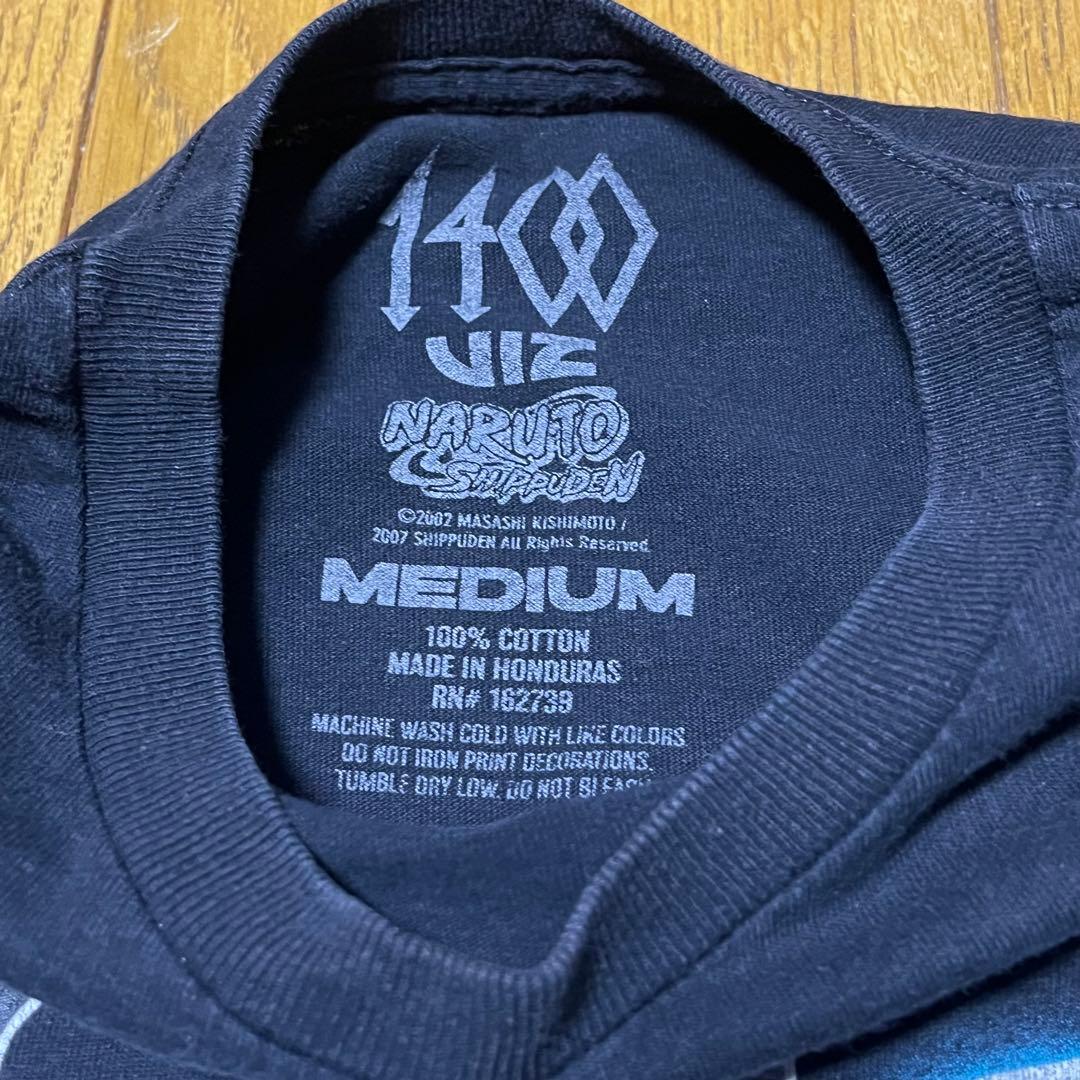 1400
VIZ
NARUTO
SHIPPUDEN
©2002 MASASHI KISHIMOTO /
2007 SHIPPUDEN All Rights Reserved
MEDIUM
100% COTTON
MADE IN HONDURAS
RN# 162739
MACHINE WASH COLD WITH LIKE COLORS
DO NOT IRON PRINT DECORATIONS.
TUMBLE DRY LOW. DO NOT BLEACH